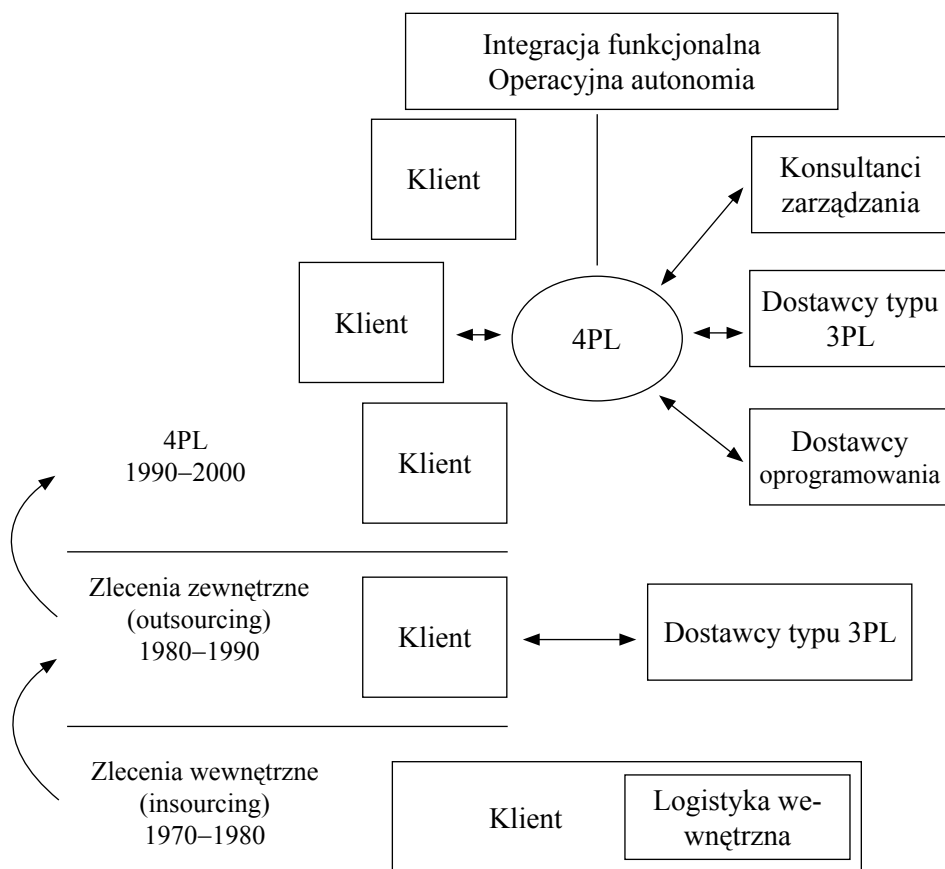 Integracja funkcjonalna
Operacyjna autonomia
Klient
Konsultanci
zarządzania
Klient
4PL
Dostawcy typu
3PL
4PL
1990–2000
Klient
Dostawcy
oprogramowania
Zlecenia zewnętrzne
(outsourcing)
1980–1990
Klient
Dostawcy typu 3PL
Zlecenia wewnętrzne
(insourcing)
1970–1980
Klient
Logistyka we-
wnętrzna